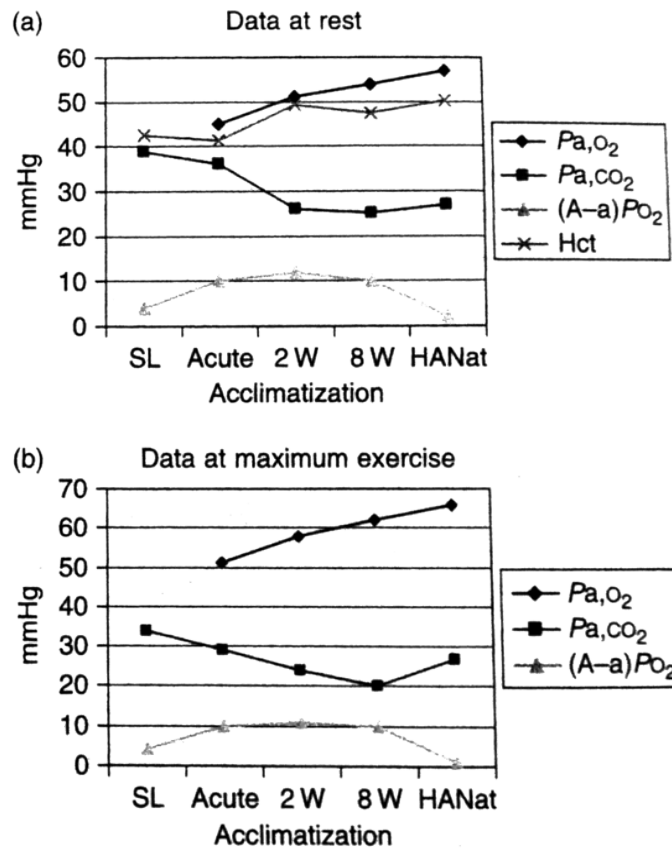 (a)
Data at rest
60
50
40
30
20
10
0
mmHg
SL Acute 2 W 8 W HANat
Acclimatization
Pa,O₂
Pa,CO₂
(A–a)PO₂
Hct
(b)
Data at maximum exercise
70
60
50
40
30
20
10
0
mmHg
SL Acute 2 W 8 W HANat
Acclimatization
Pa,O₂
Pa,CO₂
(A–a)PO₂